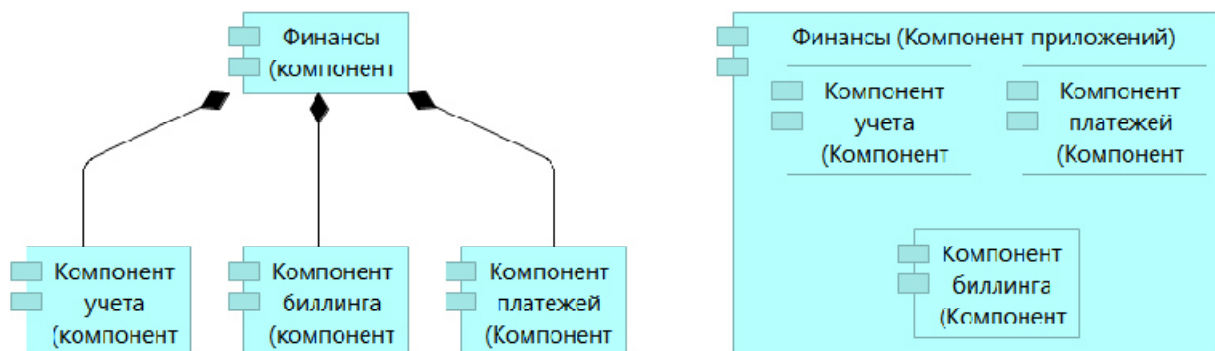 Финансы
(компонент
Компонент
учета
(компонент
Компонент
биллинга
(компонент
Компонент
платежей
(Компонент
Финансы (Компонент приложений)
Компонент
учета
(Компонент
Компонент
платежей
(Компонент
Компонент
биллинга
(Компонент